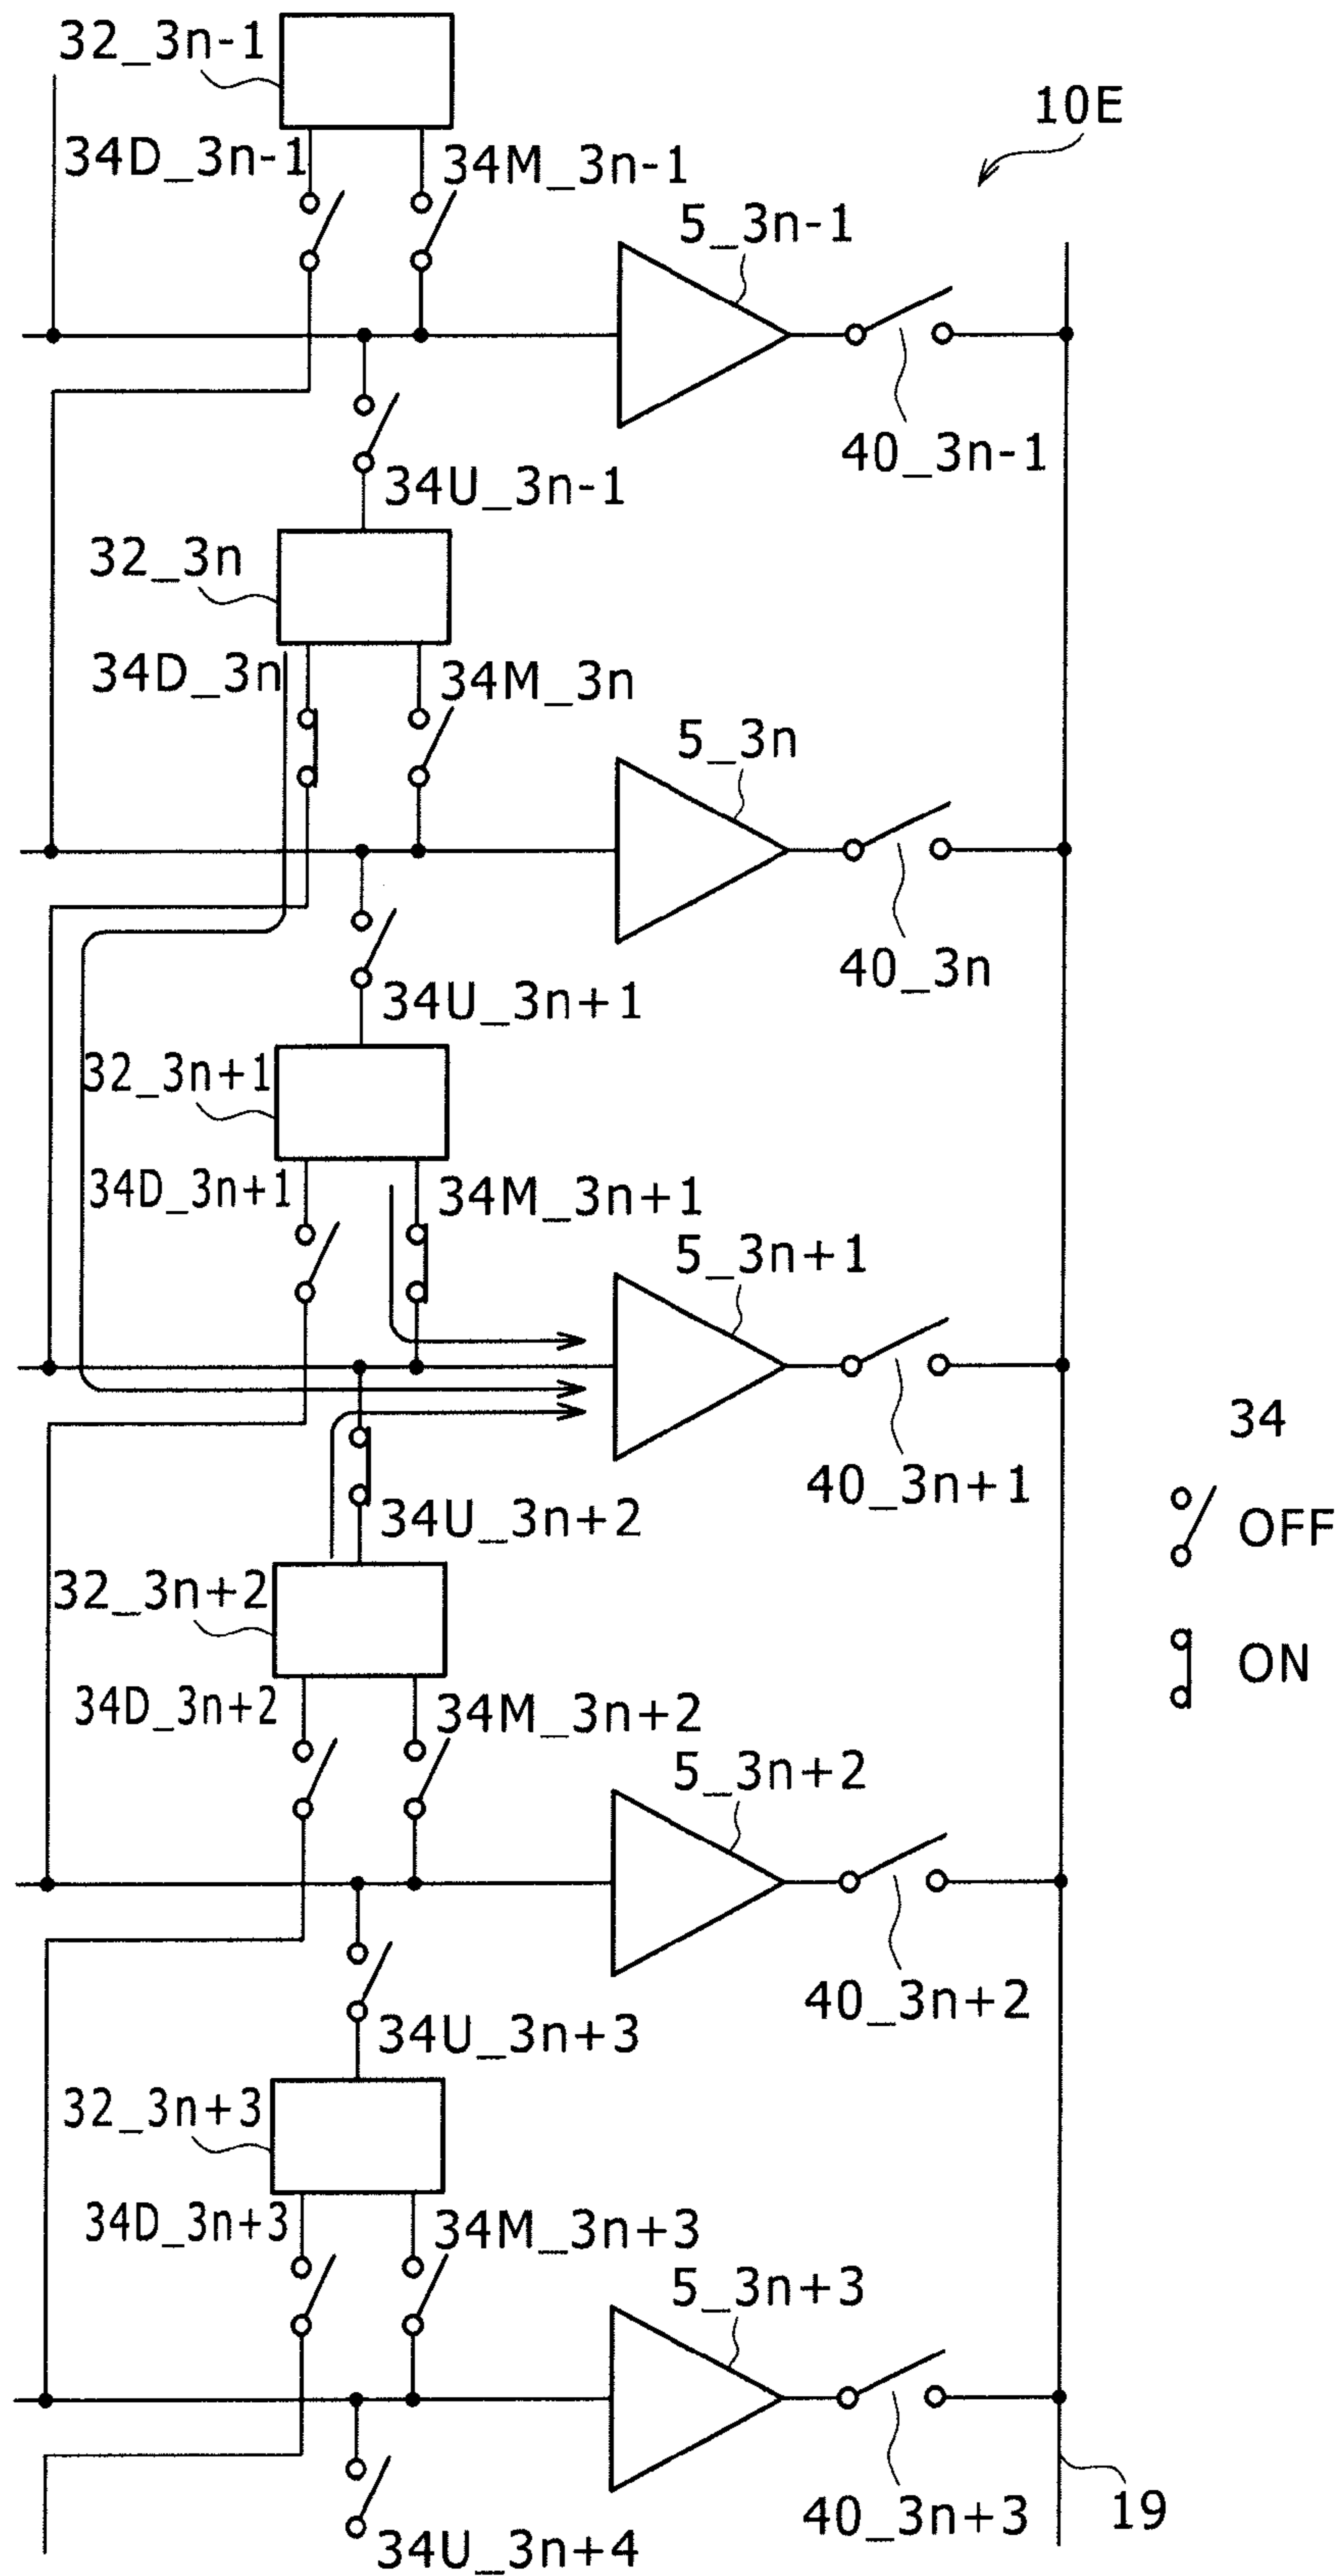 32_3n-1
10E
34D_3n-1
34M_3n-1
5_3n-1
40_3n-1
34U_3n-1
32_3n
34D_3n
34M_3n
5_3n
40_3n
34U_3n+1
32_3n+1
34D_3n+1
34M_3n+1
5_3n+1
34
40_3n+1
34U_3n+2
OFF
32_3n+2
ON
34D_3n+2
34M_3n+2
5_3n+2
40_3n+2
34U_3n+3
32_3n+3
34D_3n+3
34M_3n+3
5_3n+3
40_3n+3
19
34U_3n+4